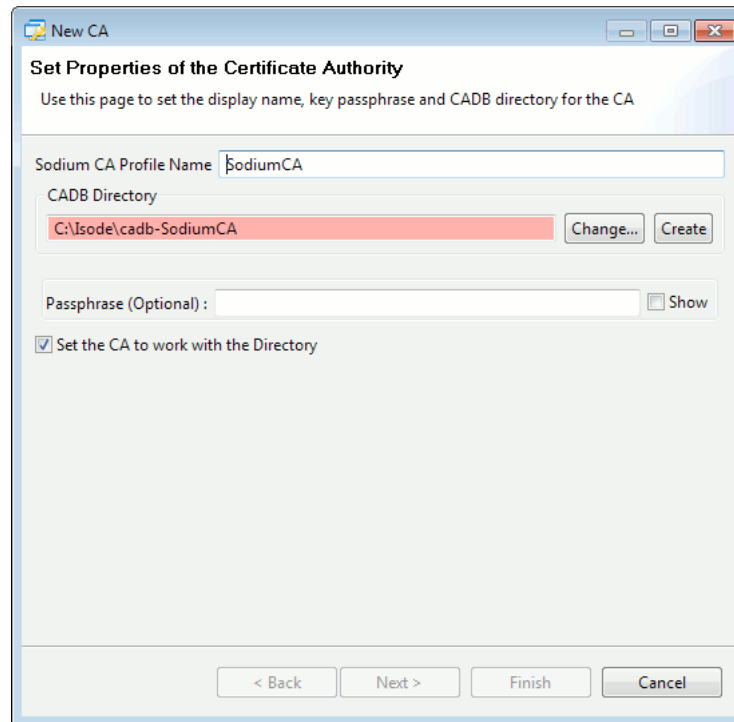 New CA
Set Properties of the Certificate Authority
Use this page to set the display name, key passphrase and CADB directory for the CA
Sodium CA Profile Name SodiumCA
CADB Directory
C:\Isode\cadb-SodiumCA Change... Create
Passphrase (Optional) : Show
Set the CA to work with the Directory
< Back Next > Finish Cancel